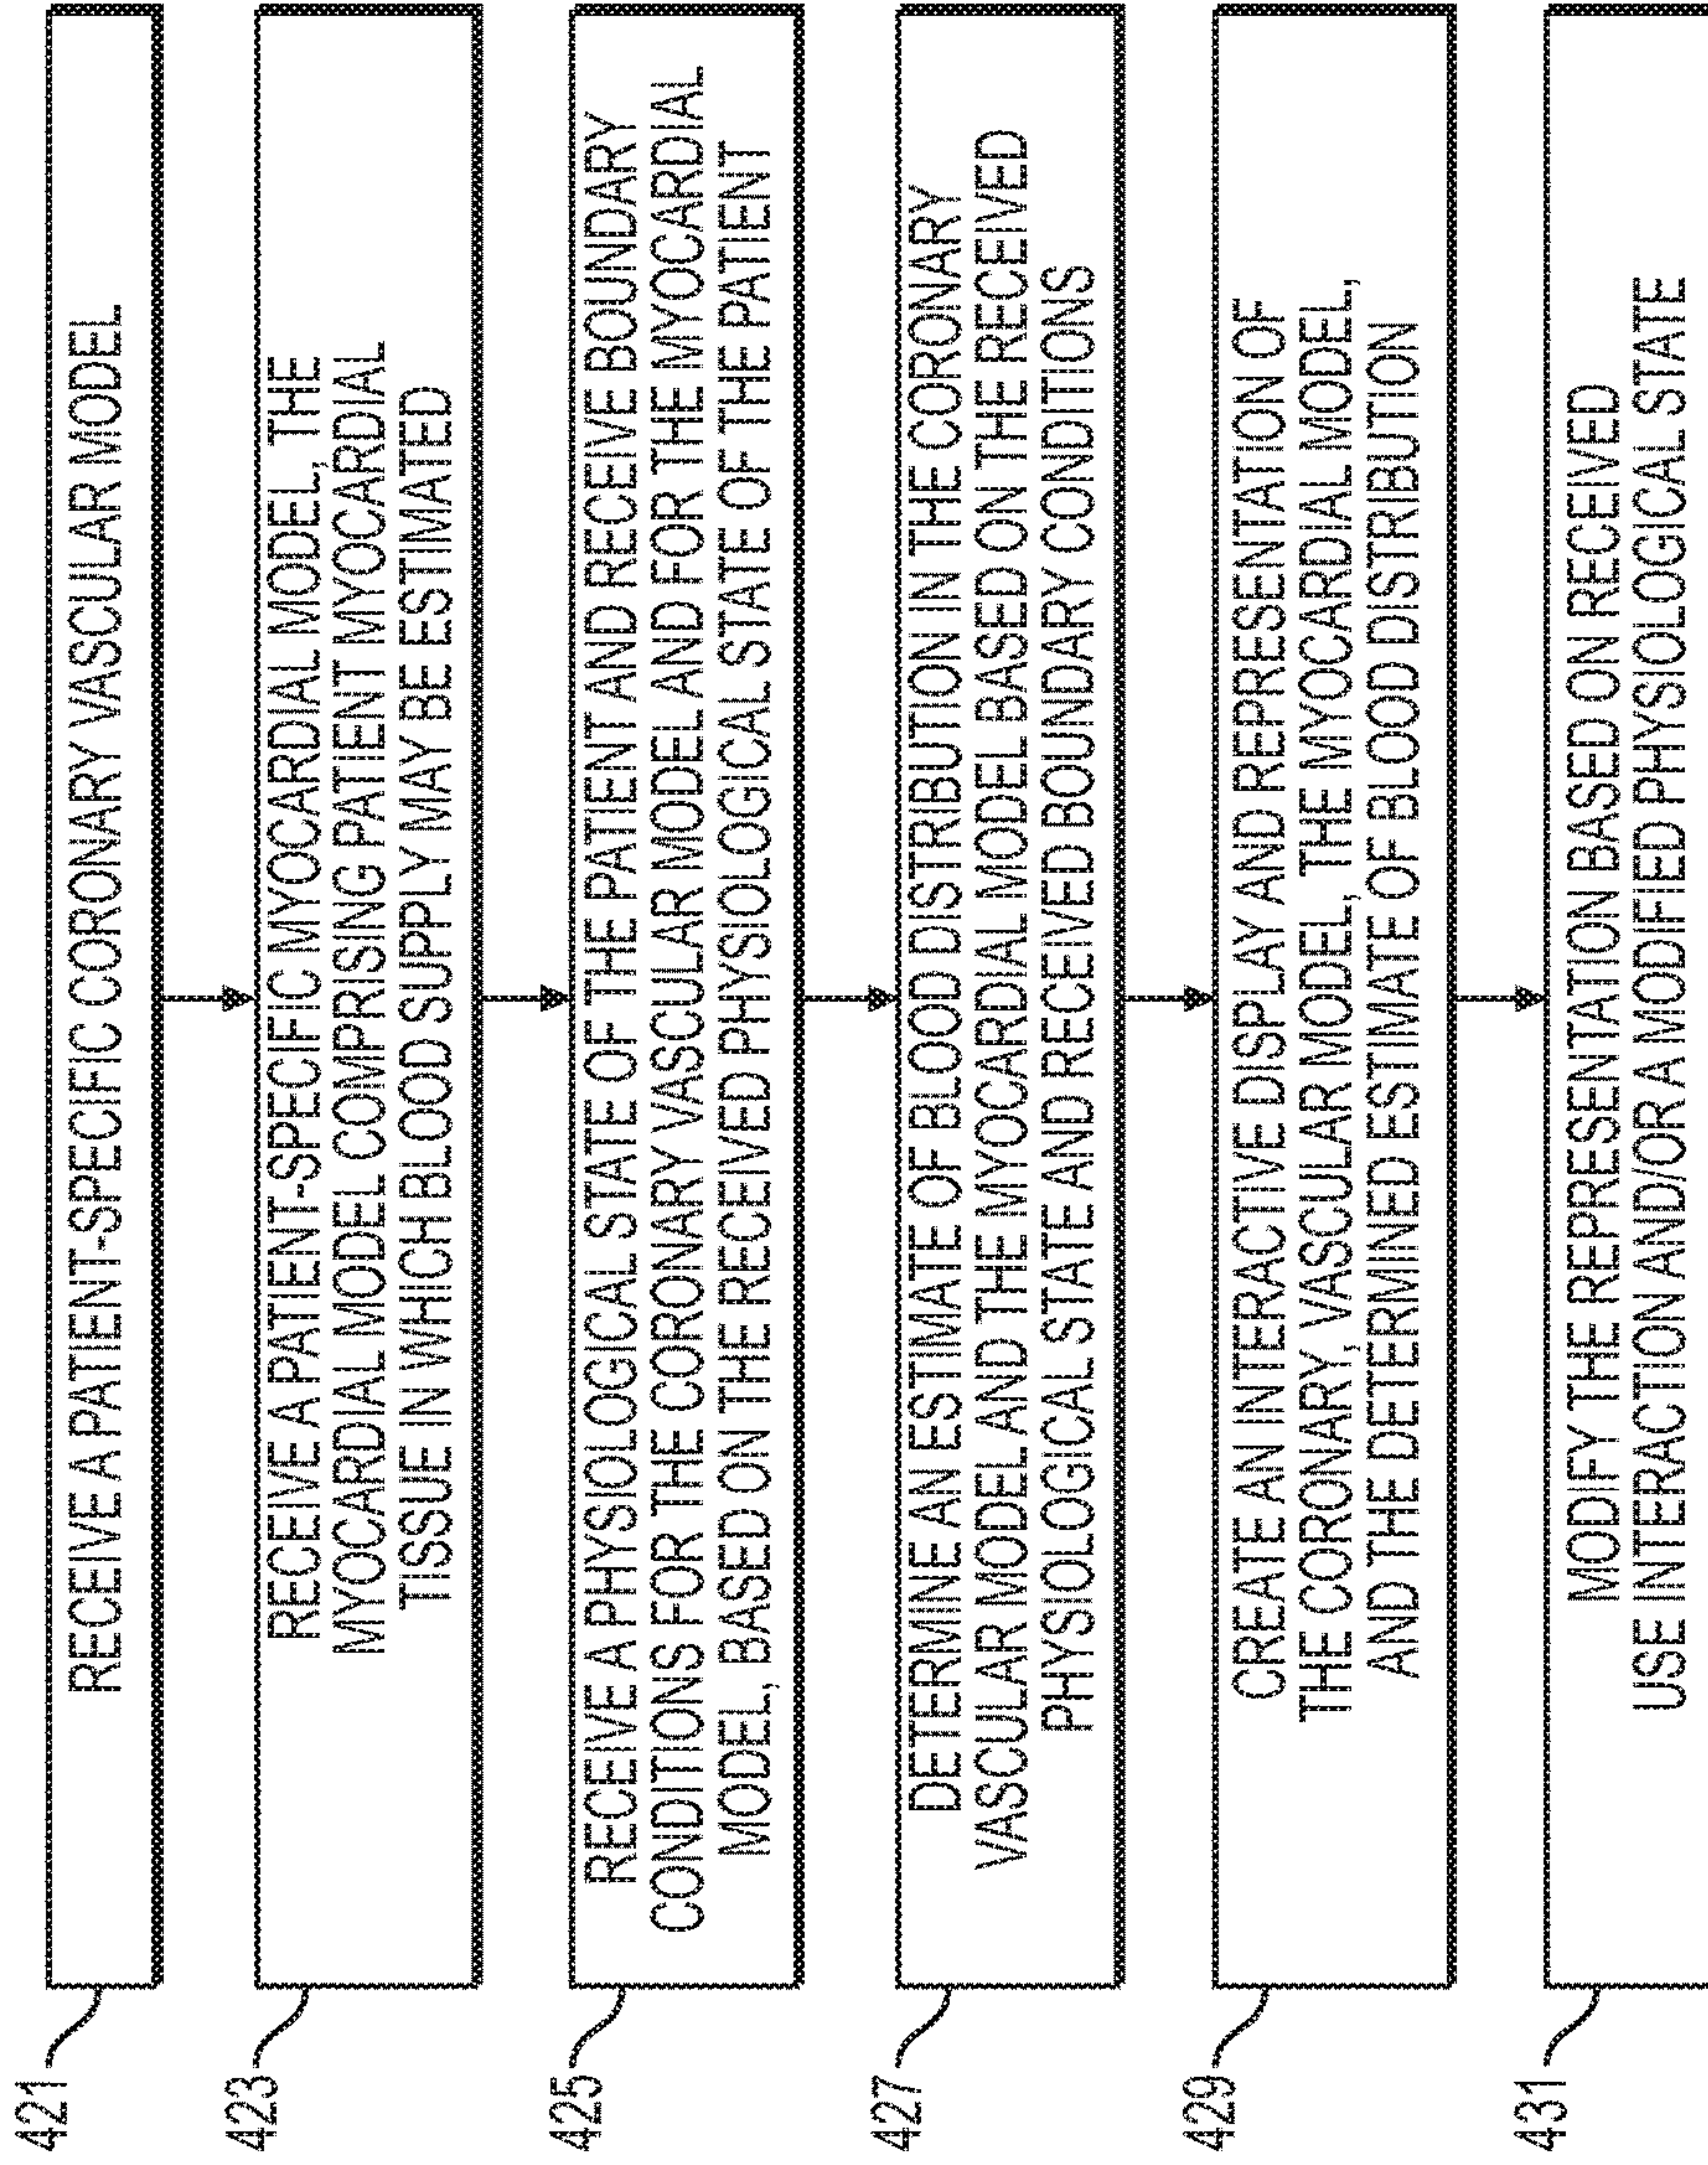 421
RECEIVE A PATIENT-SPECIFIC CORONARY VASCULAR MODEL
423
RECEIVE A PATIENT-SPECIFIC MYOCARDIAL MODEL, THE
MYOCARDIAL MODEL COMPRISING PATIENT MYOCARDIAL
TISSUE IN WHICH BLOOD SUPPLY MAY BE ESTIMATED
425
RECEIVE A PHYSIOLOGICAL STATE OF THE PATIENT AND RECEIVE BOUNDARY
CONDITIONS FOR THE CORONARY VASCULAR MODEL AND FOR THE MYOCARDIAL
MODEL, BASED ON THE RECEIVED PHYSIOLOGICAL STATE OF THE PATIENT
427
DETERMINE AN ESTIMATE OF BLOOD DISTRIBUTION IN THE CORONARY
VASCULAR MODEL AND THE MYOCARDIAL MODEL BASED ON THE RECEIVED
PHYSIOLOGICAL STATE AND RECEIVED BOUNDARY CONDITIONS
429
CREATE AN INTERACTIVE DISPLAY AND REPRESENTATION OF
THE CORONARY, VASCULAR MODEL, THE MYOCARDIAL MODEL,
AND THE DETERMINED ESTIMATE OF BLOOD DISTRIBUTION
431
MODIFY THE REPRESENTATION BASED ON RECEIVED
USE INTERACTION AND/OR A MODIFIED PHYSIOLOGICAL STATE